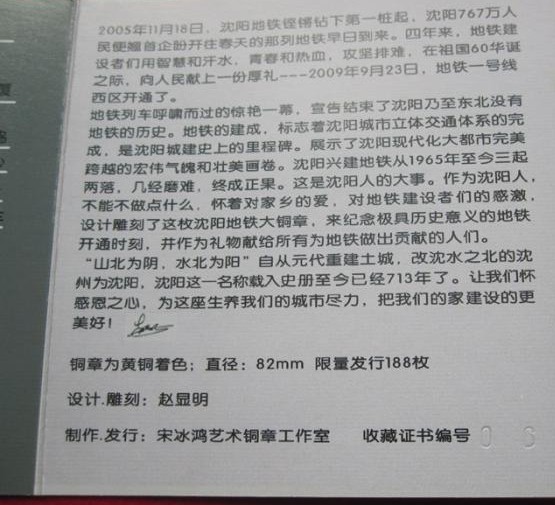 2005年11月18日，沈阳地铁铿锵钻下第一桩起，沈阳767万人
民便翘首企盼开往春天的那列地铁早日到来。四年来，地铁建
设者们用智慧和汗水，青春和热血，攻坚排难，在祖国60华诞
之际，向人民献上一份厚礼---2009年9月23日，地铁一号线
西区开通了。
地铁列车呼啸而过的惊艳一幕，宣告结束了沈阳乃至东北没有
地铁的历史。地铁的建成，标志着沈阳城市立体交通体系的完
成，是沈阳城建史上的里程碑。展示了沈阳现代化大都市完美
跨越的宏伟气魄和壮美画卷。沈阳兴建地铁从1965年至今三起
两落，几经磨难，终成正果。这是沈阳人的大事。作为沈阳人，
不能不做点什么，怀着对家乡的爱，对地铁建设者们的感激，
设计雕刻了这枚沈阳地铁大铜章，来纪念极具历史意义的地铁
开通时刻，并作为礼物献给所有为地铁做出贡献的人们。
“山北为阴，水北为阳”自从元代重建土城，改沈水之北的沈
州为沈阳，沈阳这一名称载入史册至今已经713年了。让我们怀
感恩之心，为这座生养我们的城市尽力，把我们的家建设的更
美好！
铜章为黄铜着色；直径：82mm 限量发行188枚
设计.雕刻：赵显明
制作.发行：宋冰鸿艺术铜章工作室 收藏证书编号 0 6